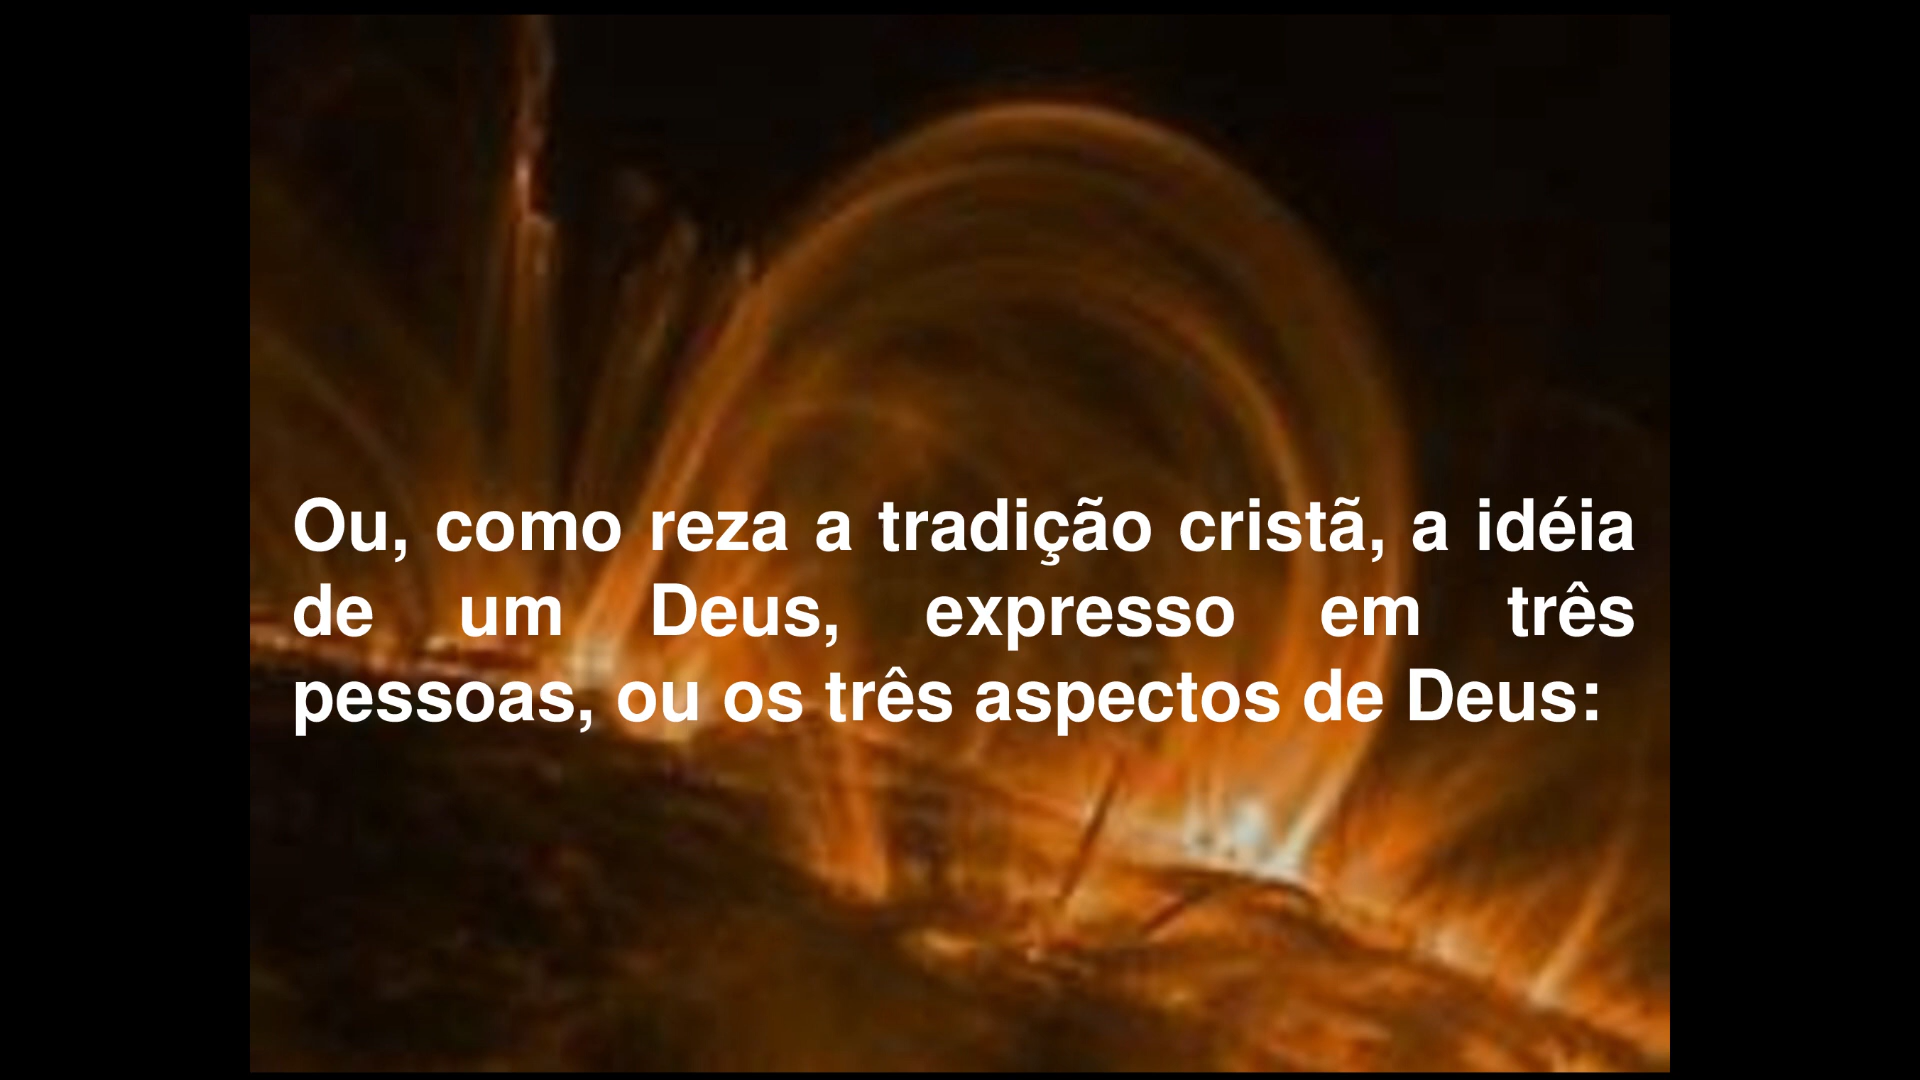 Ou, como reza a tradição cristã, a idéia
de um Deus, expresso em três
pessoas, ou os três aspectos de Deus: